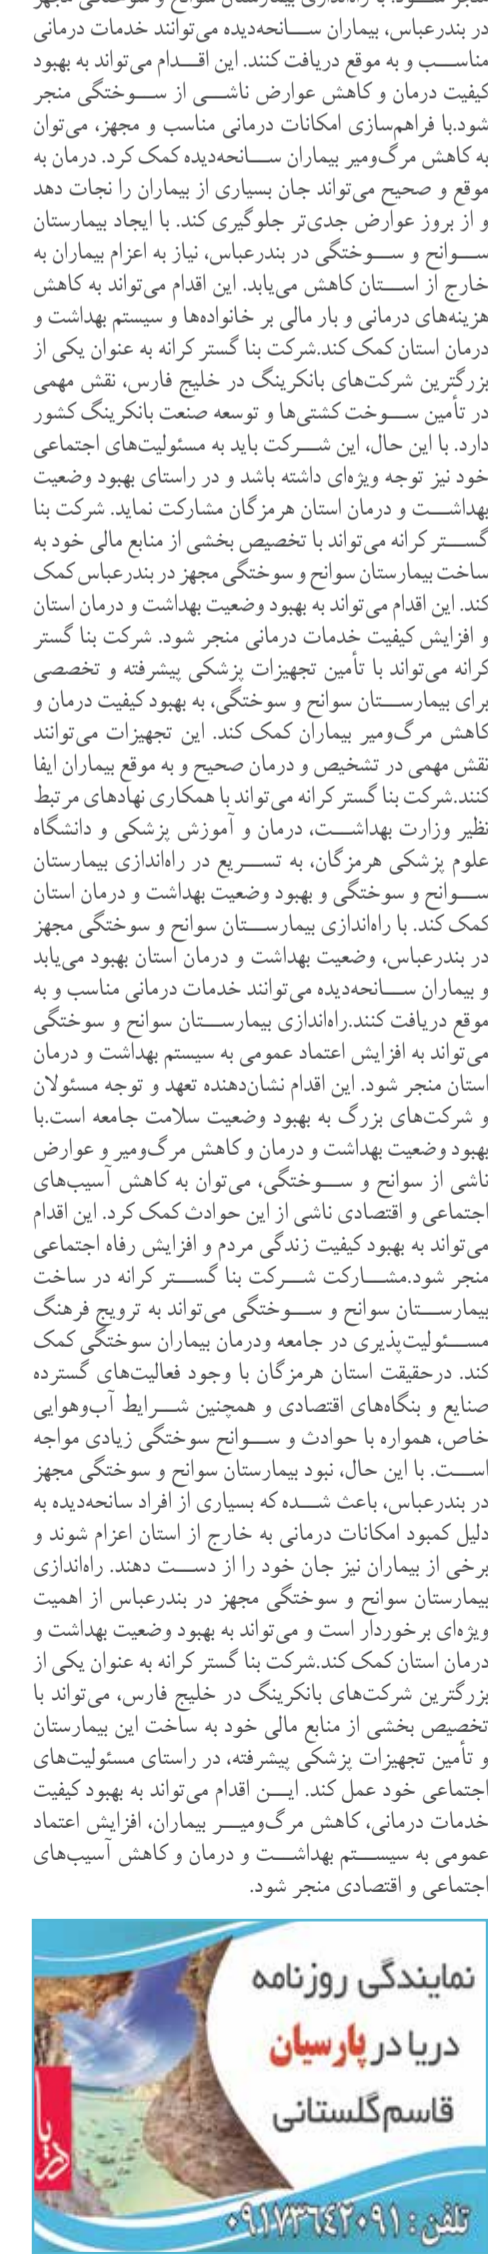 منجر شود. با راه‌اندازی بیمارستان سوانح و سوختگی مجهز
در بندرعباس، بیماران سانحه‌دیده می‌توانند خدمات درمانی
مناسب و به موقع دریافت کنند. این اقدام می‌تواند به بهبود
کیفیت درمان و کاهش عوارض ناشی از سوختگی منجر
شود.با فراهم‌سازی امکانات درمانی مناسب و مجهز، می‌توان
به کاهش مرگ‌ومیر بیماران سانحه‌دیده کمک کرد. درمان به
موقع و صحیح می‌تواند جان بسیاری از بیماران را نجات دهد
و از بروز عوارض جدی‌تر جلوگیری کند. با ایجاد بیمارستان
سوانح و سوختگی در بندرعباس، نیاز به اعزام بیماران به
خارج از استان کاهش می‌یابد. این اقدام می‌تواند به کاهش
هزینه‌های درمانی و بار مالی بر خانواده‌ها و سیستم بهداشت و
درمان استان کمک کند.شرکت بنا گستر کرانه به عنوان یکی از
بزرگترین شرکت‌های بانکرینگ در خلیج فارس، نقش مهمی
در تأمین سوخت کشتی‌ها و توسعه صنعت بانکرینگ کشور
دارد. با این حال، این شرکت باید به مسئولیت‌های اجتماعی
خود نیز توجه ویژه‌ای داشته باشد و در راستای بهبود وضعیت
بهداشت و درمان استان هرمزگان مشارکت نماید. شرکت بنا
گستر کرانه می‌تواند با تخصیص بخشی از منابع مالی خود به
ساخت بیمارستان سوانح و سوختگی مجهز در بندرعباس کمک
کند. این اقدام می‌تواند به بهبود وضعیت بهداشت و درمان استان
و افزایش کیفیت خدمات درمانی منجر شود. شرکت بنا گستر
کرانه می‌تواند با تأمین تجهیزات پزشکی پیشرفته و تخصصی
برای بیمارستان سوانح و سوختگی، به بهبود کیفیت درمان و
کاهش مرگ‌ومیر بیماران کمک کند. این تجهیزات می‌توانند
نقش مهمی در تشخیص و درمان صحیح و به موقع بیماران ایفا
کنند.شرکت بنا گستر کرانه می‌تواند با همکاری نهادهای مرتبط
نظیر وزارت بهداشت، درمان و آموزش پزشکی و دانشگاه
علوم پزشکی هرمزگان، به تسریع در راه‌اندازی بیمارستان
سوانح و سوختگی و بهبود وضعیت بهداشت و درمان استان
کمک کند. با راه‌اندازی بیمارستان سوانح و سوختگی مجهز
در بندرعباس، وضعیت بهداشت و درمان استان بهبود می‌یابد
و بیماران سانحه‌دیده می‌توانند خدمات درمانی مناسب و به
موقع دریافت کنند.راه‌اندازی بیمارستان سوانح و سوختگی
می‌تواند به افزایش اعتماد عمومی به سیستم بهداشت و درمان
استان منجر شود. این اقدام نشان‌دهنده تعهد و توجه مسئولان
و شرکت‌های بزرگ به بهبود وضعیت سلامت جامعه است.با
بهبود وضعیت بهداشت و درمان و کاهش مرگ‌ومیر و عوارض
ناشی از سوانح و سوختگی، می‌توان به کاهش آسیب‌های
اجتماعی و اقتصادی ناشی از این حوادث کمک کرد. این اقدام
می‌تواند به بهبود کیفیت زندگی مردم و افزایش رفاه اجتماعی
منجر شود.مشارکت شرکت بنا گستر کرانه در ساخت
بیمارستان سوانح و سوختگی می‌تواند به ترویج فرهنگ
مسئولیت‌پذیری در جامعه ودرمان بیماران سوختگی کمک
کند. درحقیقت استان هرمزگان با وجود فعالیت‌های گسترده
صنایع و بنگاه‌های اقتصادی و همچنین شرایط آب‌وهوایی
خاص، همواره با حوادث و سوانح سوختگی زیادی مواجه
است. با این حال، نبود بیمارستان سوانح و سوختگی مجهز
در بندرعباس، باعث شده که بسیاری از افراد سانحه‌دیده به
دلیل کمبود امکانات درمانی به خارج از استان اعزام شوند و
برخی از بیماران نیز جان خود را از دست دهند. راه‌اندازی
بیمارستان سوانح و سوختگی مجهز در بندرعباس از اهمیت
ویژه‌ای برخوردار است و می‌تواند به بهبود وضعیت بهداشت و
درمان استان کمک کند.شرکت بنا گستر کرانه به عنوان یکی از
بزرگترین شرکت‌های بانکرینگ در خلیج فارس، می‌تواند با
تخصیص بخشی از منابع مالی خود به ساخت این بیمارستان
و تأمین تجهیزات پزشکی پیشرفته، در راستای مسئولیت‌های
اجتماعی خود عمل کند. این اقدام می‌تواند به بهبود کیفیت
خدمات درمانی، کاهش مرگ‌ومیر بیماران، افزایش اعتماد
عمومی به سیستم بهداشت و درمان و کاهش آسیب‌های
اجتماعی و اقتصادی منجر شود.
نمایندگی روزنامه
دریا در پارسیان
قاسم گلستانی
دریا
تلفن : ۰۹۱۷۳۶۴۲۰۹۱